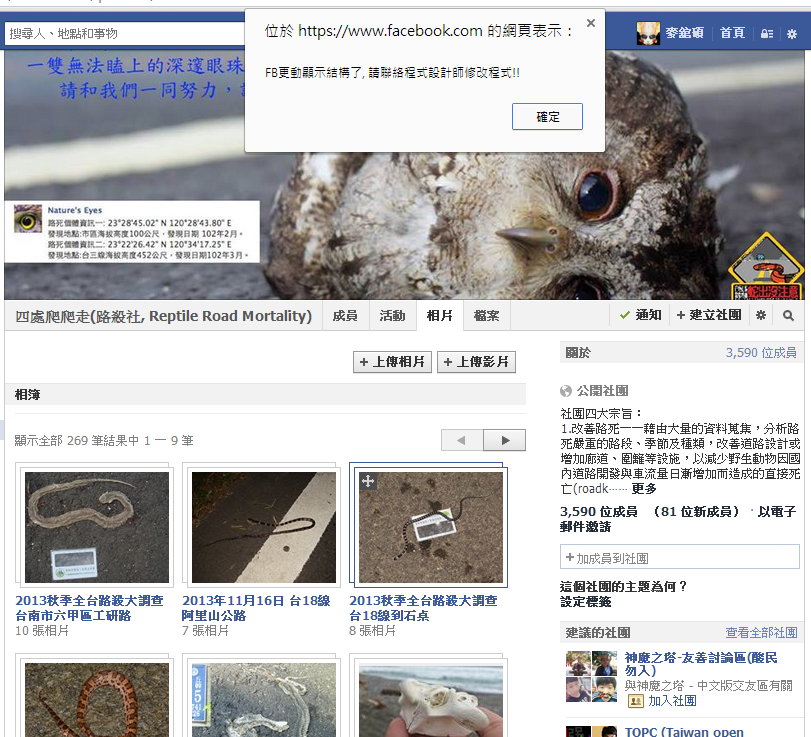 搜尋人、地點和事物
位於 https://www.facebook.com 的網頁表示：
FB更動顯示結構了, 請聯絡程式設計師修改程式!!
確定
首頁
一雙無法瞌上的深邃眼珠
請和我們一同努力，
Nature's Eyes
路死個體資訊一: 23°28'45.02" N 120°28'43.80" E
發現地點:市區海拔高度100公尺，發現日期 102年2月。
路死個體資訊二: 23°22'26.42" N 120°34'17.25" E
發現地點:台三線海拔高度452公尺，發現日期102年3月。
蛇出沒注意
四處爬爬走(路殺社, Reptile Road Mortality)
成員
活動
相片
檔案
通知
建立社團
+ 上傳相片
+ 上傳影片
相簿
顯示全部 269 筆結果中 1 — 9 筆
2013秋季全台路殺大調查
台南市六甲區工研路
10 張相片
2013年11月16日 台18線
阿里山公路
7 張相片
2013秋季全台路殺大調查
台18線到石卓
8 張相片
關於
3,590 位成員
公開社團
社團四大宗旨：
1.改善路死——藉由大量的資料蒐集，分析路
死嚴重的路段、季節及種類，改善道路設計或
增加廊道、圍籬等設施，以減少野生動物因國
內道路開發與車流量日漸增加而造成的直接死
亡(roadk…… 更多
3,590 位成員 （81 位新成員） · 以電子
郵件邀請
+加成員到社團
這個社團的主題為何？
設定標籤
建議的社團
查看全部社團
神魔之塔-友善討論區(酸民
勿入)
與神魔之塔 - 中文版交友區有關
加入社團
TOPC (Taiwan open